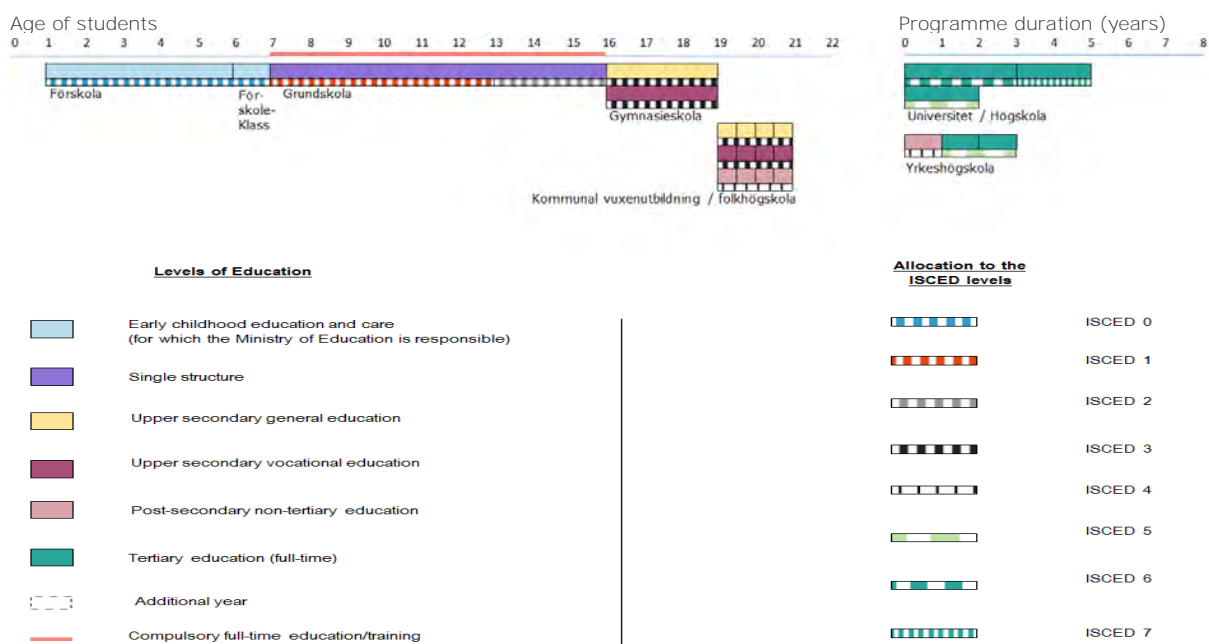 Age of students
Programme duration (years)
0 1 2 3 4 5 6 7 8 9 10 11 12 13 14 15 16 17 18 19 20 21 22
0 1 2 3 4 5 6 7 8
Förskola
För-
skole-
Klass
Grundskola
Gymnasieskola
Kommunal vuxenutbildning / folkhögskola
Universitet / Högskola
Yrkeshögskola
Levels of Education
Early childhood education and care
(for which the Ministry of Education is responsible)
Single structure
Upper secondary general education
Upper secondary vocational education
Post-secondary non-tertiary education
Tertiary education (full-time)
Additional year
Compulsory full-time education/training
Allocation to the
ISCED levels
ISCED 0
ISCED 1
ISCED 2
ISCED 3
ISCED 4
ISCED 5
ISCED 6
ISCED 7